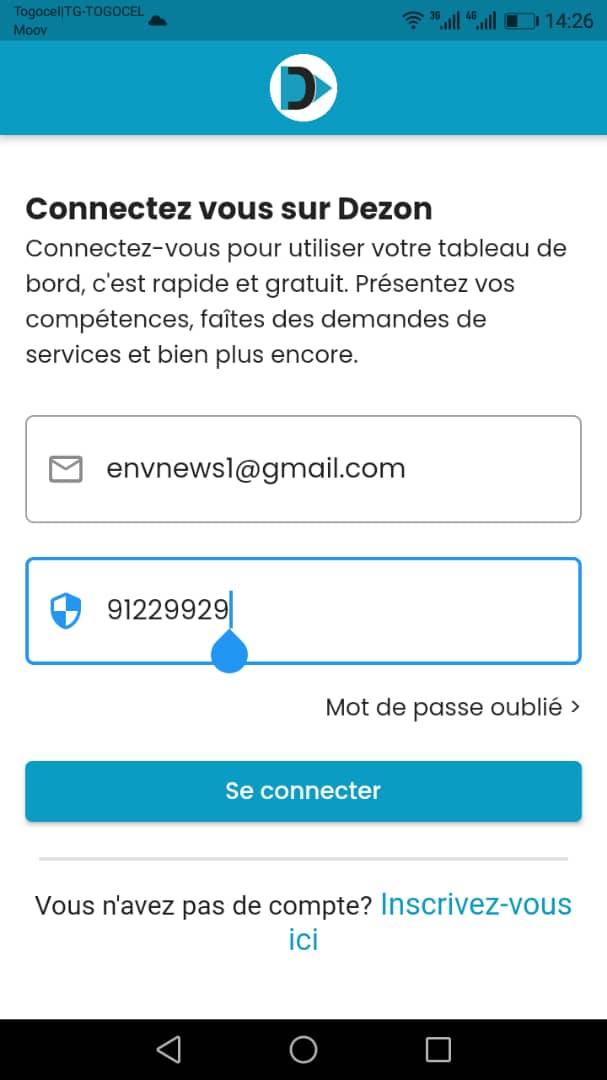 Togocel|TG-TOGOCEL
Moov
3G 4G 14:26
D
Connectez vous sur Dezon
Connectez-vous pour utiliser votre tableau de
bord, c'est rapide et gratuit. Présentez vos
compétences, faîtes des demandes de
services et bien plus encore.
envnews1@gmail.com
91229929
Mot de passe oublié >
Se connecter
Vous n'avez pas de compte? Inscrivez-vous
ici